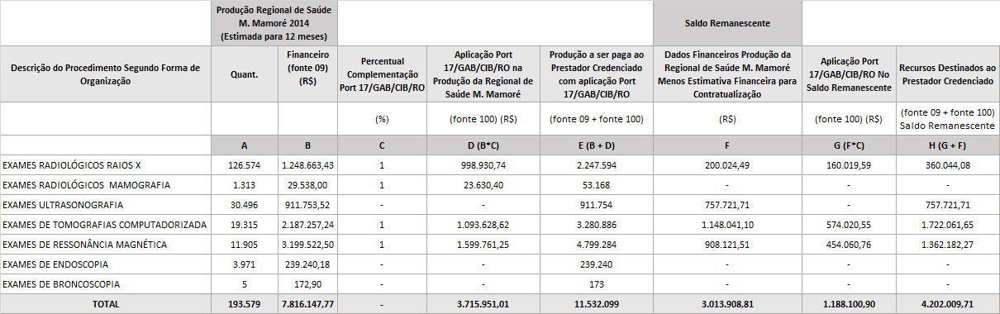 Produção Regional de Saúde
M. Mamoré 2014
(Estimada para 12 meses)
Saldo Remanescente
Descrição do Procedimento Segundo Forma de
Organização
Quant.
Financeiro
(fonte 09)
(R$)
Percentual
Complementação
Port 17/GAB/CIB/RO
Aplicação Port
17/GAB/CIB/RO na
Produção da Regional de
Saúde M. Mamoré
Produção a ser paga ao
Prestador Credenciado
com aplicação Port
17/GAB/CIB/RO
Dados Financeiros Produção da
Regional de Saúde M. Mamoré
Menos Estimativa Financeira para
Contratualização
Aplicação Port
17/GAB/CIB/RO No
Saldo Remanescente
Recursos Destinados ao
Prestador Credenciado
(%) (fonte 100) (R$) (fonte 09 + fonte 100) (R$) (fonte 100) (R$) (fonte 09 + fonte 100)
Saldo Remanescente
A B C D (B*C) E (B + D) F G (F*C) H (G + F)
EXAMES RADIOLÓGICOS RAIOS X 126.574 1.248.663,43 1 998.930,74 2.247.594 200.024,49 160.019,59 360.044,08
EXAMES RADIOLÓGICOS MAMOGRAFIA 1.313 29.538,00 1 23.630,40 53.168 - - -
EXAMES ULTRASONOGRAFIA 30.496 911.753,52 - - 911.754 757.721,71 - 757.721,71
EXAMES DE TOMOGRAFIAS COMPUTADORIZADA 19.315 2.187.257,24 1 1.093.628,62 3.280.886 1.148.041,10 574.020,55 1.722.061,65
EXAMES DE RESSONÂNCIA MAGNÉTICA 11.905 3.199.522,50 1 1.599.761,25 4.799.284 908.121,51 454.060,76 1.362.182,27
EXAMES DE ENDOSCOPIA 3.971 239.240,18 - - 239.240 - - -
EXAMES DE BRONCOSCOPIA 5 172,90 - - 173 - - -
TOTAL 193.579 7.816.147,77 - 3.715.951,01 11.532.099 3.013.908,81 1.188.100,90 4.202.009,71